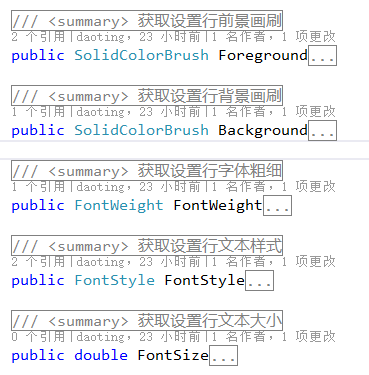 /// <summary> 获取设置行前景画刷
2 个引用|daoting, 23 小时前|1 名作者, 1 项更改
public SolidColorBrush Foreground...
/// <summary> 获取设置行背景画刷
1 个引用|daoting, 23 小时前|1 名作者, 1 项更改
public SolidColorBrush Background...
/// <summary> 获取设置行字体粗细
1 个引用|daoting, 23 小时前|1 名作者, 1 项更改
public FontWeight FontWeight...
/// <summary> 获取设置行文本样式
2 个引用|daoting, 23 小时前|1 名作者, 1 项更改
public FontStyle FontStyle...
/// <summary> 获取设置行文本大小
0 个引用|daoting, 23 小时前|1 名作者, 1 项更改
public double FontSize...